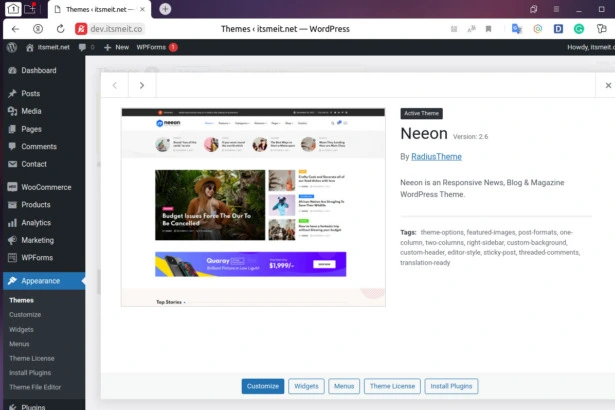 1
Themes ‹ itsmeit.net —
dev.itsmeit.co
Themes ‹ itsmeit.net — WordPress
itsmeit.net
0
New
WPForms 1
Howdy, itsmeit.c
Dashboard
Posts
Media
Pages
Comments
Contact
WooCommerce
Products
Analytics
Marketing
WPForms
Appearance
Themes
Customize
Widgets
Menus
Theme License
Install Plugins
Theme File Editor
Plugins
neeon
Budget Issues Force The Our To
Be Cancelled
Quaray
$1,999/-
Top Stories
Active Theme
Neeon Version: 2.6
By RadiusTheme
Neeon is an Responsive News, Blog & Magazine
WordPress Theme.
Tags: theme-options, featured-images, post-formats, one-
column, two-columns, right-sidebar, custom-background,
custom-header, editor-style, sticky-post, threaded-comments,
translation-ready
Customize
Widgets
Menus
Theme License
Install Plugins